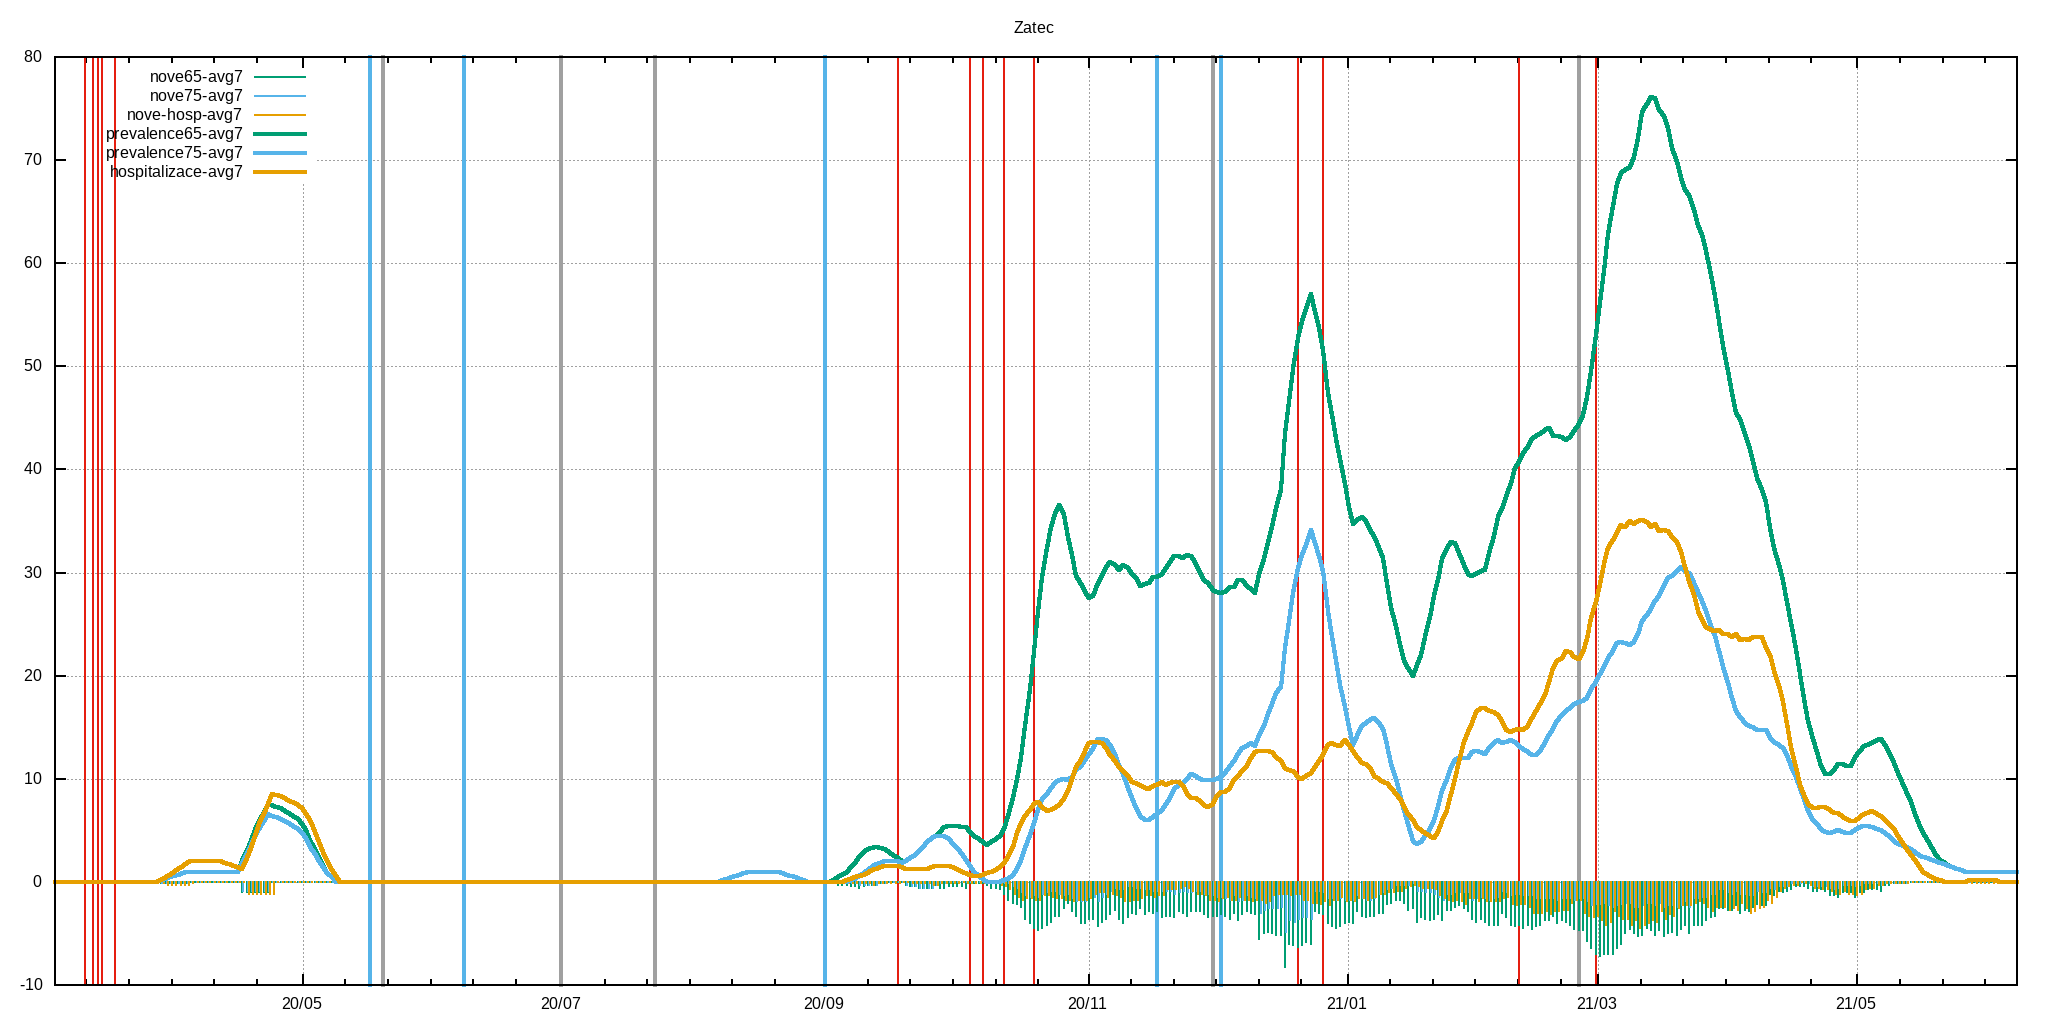 Zatec
80
nove65-avg7
nove75-avg7
nove-hosp-avg7
prevalence65-avg7
prevalence75-avg7
hospitalizace-avg7
70
60
50
40
30
20
10
0
-10
20/05 20/07 20/09 20/11 21/01 21/03 21/05